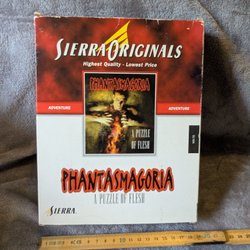 SIERRA ORIGINALS
Highest Quality - Lowest Price
PHANTASMAGORIA
ADVENTURE
ADVENTURE
A PUZZLE
OF FLESH
PHANTASMAGORIA
A PUZZLE OF FLESH
SIERRA